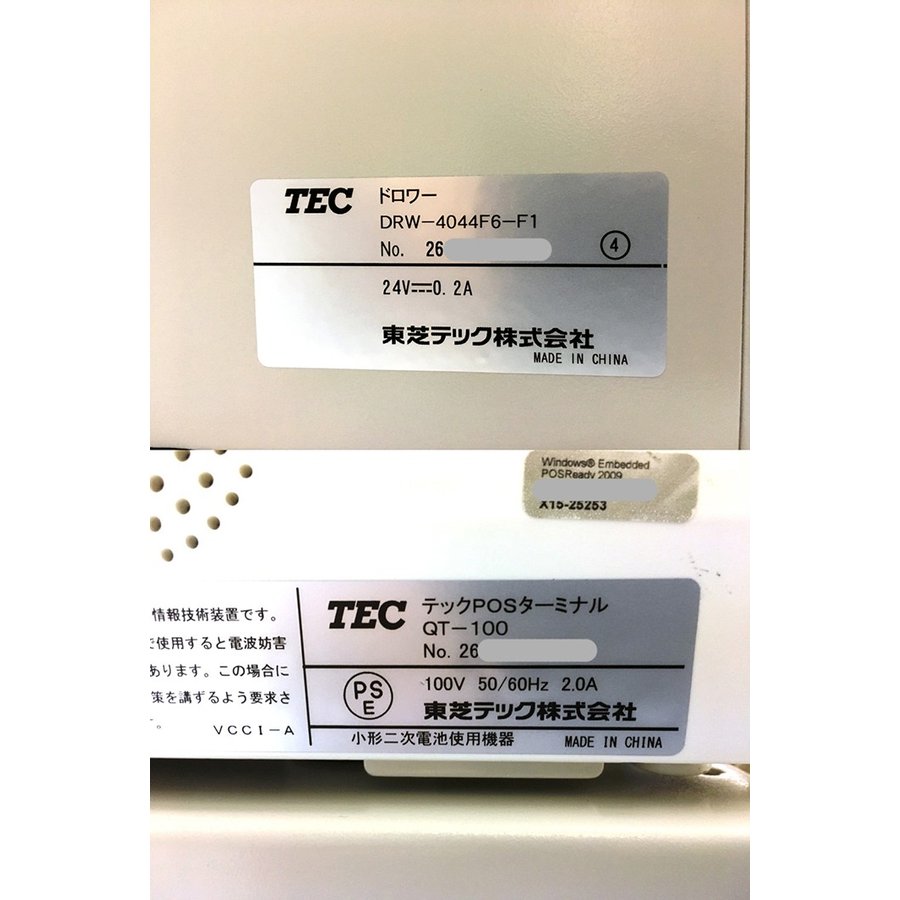 TEC ドロワー
DRW-4044F6-F1
No. 26
4
24V⎓0.2A
東芝テック株式会社
MADE IN CHINA
Windows® Embedded
POSReady 2009
X15-25253
情報技術装置です。
で使用すると電波妨害
あります。この場合に
策を講ずるよう要求さ
す。
VCCI-A
TEC テックPOSターミナル
QT-100
No. 26
PSE
100V 50/60Hz 2.0A
東芝テック株式会社
小形二次電池使用機器
MADE IN CHINA